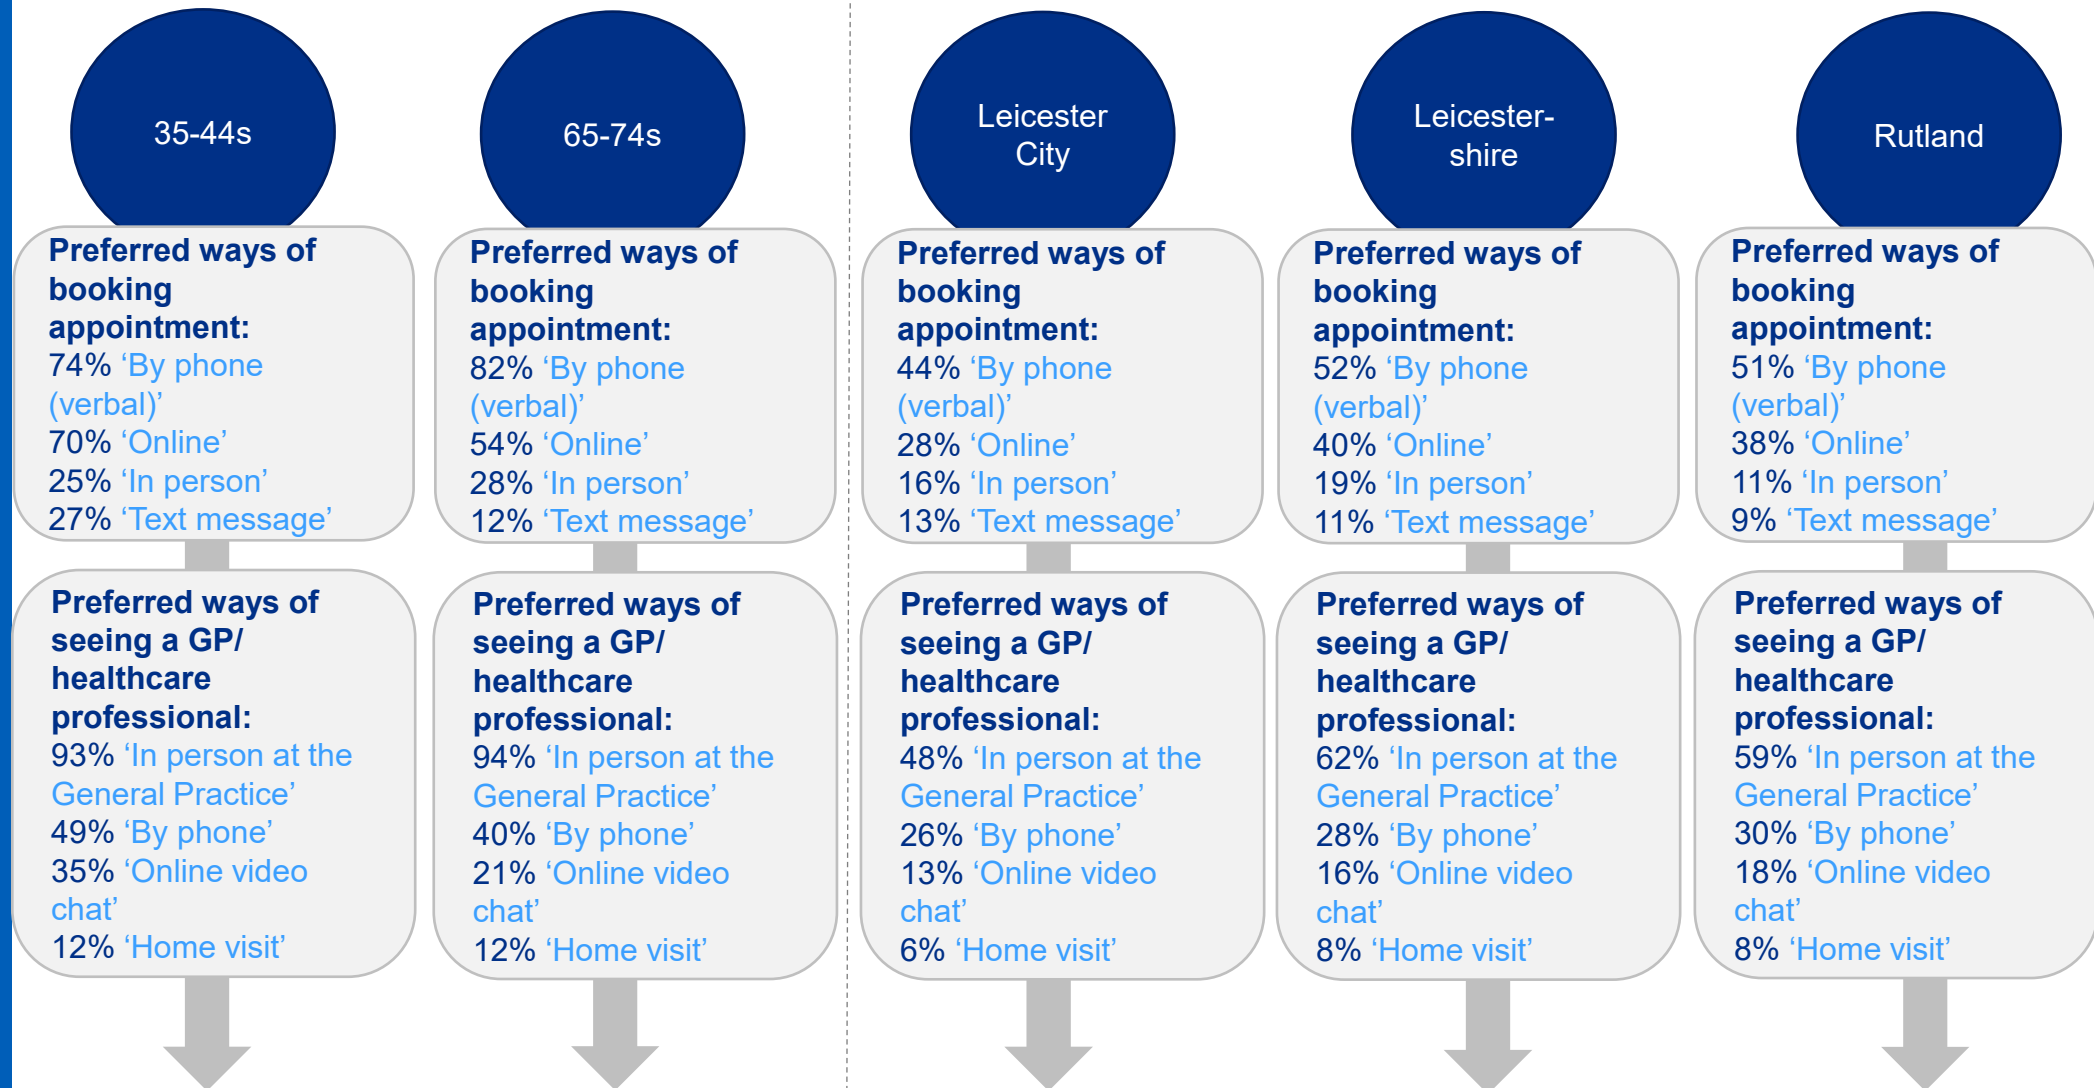 35-44s
Preferred ways of
booking
appointment:
74% ‘By phone
(verbal)’
70% ‘Online’
25% ‘In person’
27% ‘Text message’
Preferred ways of
seeing a GP/
healthcare
professional:
93% ‘In person at the
General Practice’
49% ‘By phone’
35% ‘Online video
chat’
12% ‘Home visit’
65-74s
Preferred ways of
booking
appointment:
82% ‘By phone
(verbal)’
54% ‘Online’
28% ‘In person’
12% ‘Text message’
Preferred ways of
seeing a GP/
healthcare
professional:
94% ‘In person at the
General Practice’
40% ‘By phone’
21% ‘Online video
chat’
12% ‘Home visit’
Leicester
City
Preferred ways of
booking
appointment:
44% ‘By phone
(verbal)’
28% ‘Online’
16% ‘In person’
13% ‘Text message’
Preferred ways of
seeing a GP/
healthcare
professional:
48% ‘In person at the
General Practice’
26% ‘By phone’
13% ‘Online video
chat’
6% ‘Home visit’
Leicester-
shire
Preferred ways of
booking
appointment:
52% ‘By phone
(verbal)’
40% ‘Online’
19% ‘In person’
11% ‘Text message’
Preferred ways of
seeing a GP/
healthcare
professional:
62% ‘In person at the
General Practice’
28% ‘By phone’
16% ‘Online video
chat’
8% ‘Home visit’
Rutland
Preferred ways of
booking
appointment:
51% ‘By phone
(verbal)’
38% ‘Online’
11% ‘In person’
9% ‘Text message’
Preferred ways of
seeing a GP/
healthcare
professional:
59% ‘In person at the
General Practice’
30% ‘By phone’
18% ‘Online video
chat’
8% ‘Home visit’